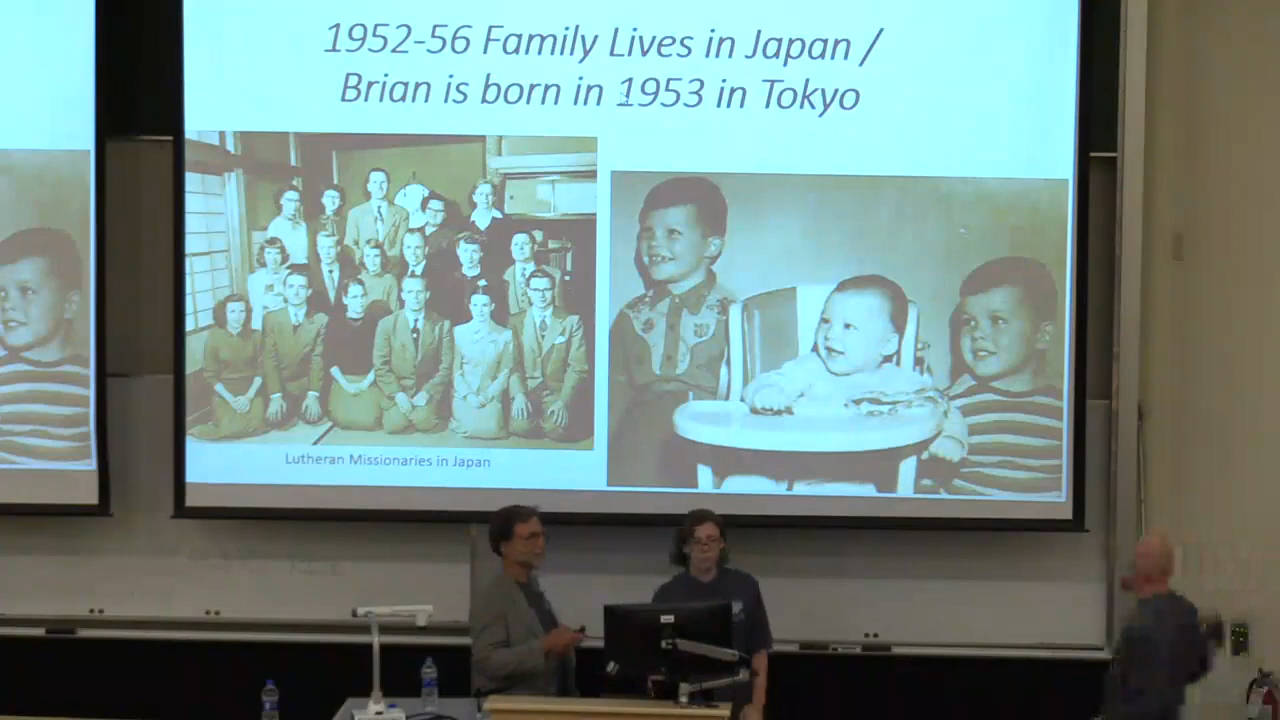 1952-56 Family Lives in Japan /
Brian is born in 1953 in Tokyo
Lutheran Missionaries in Japan